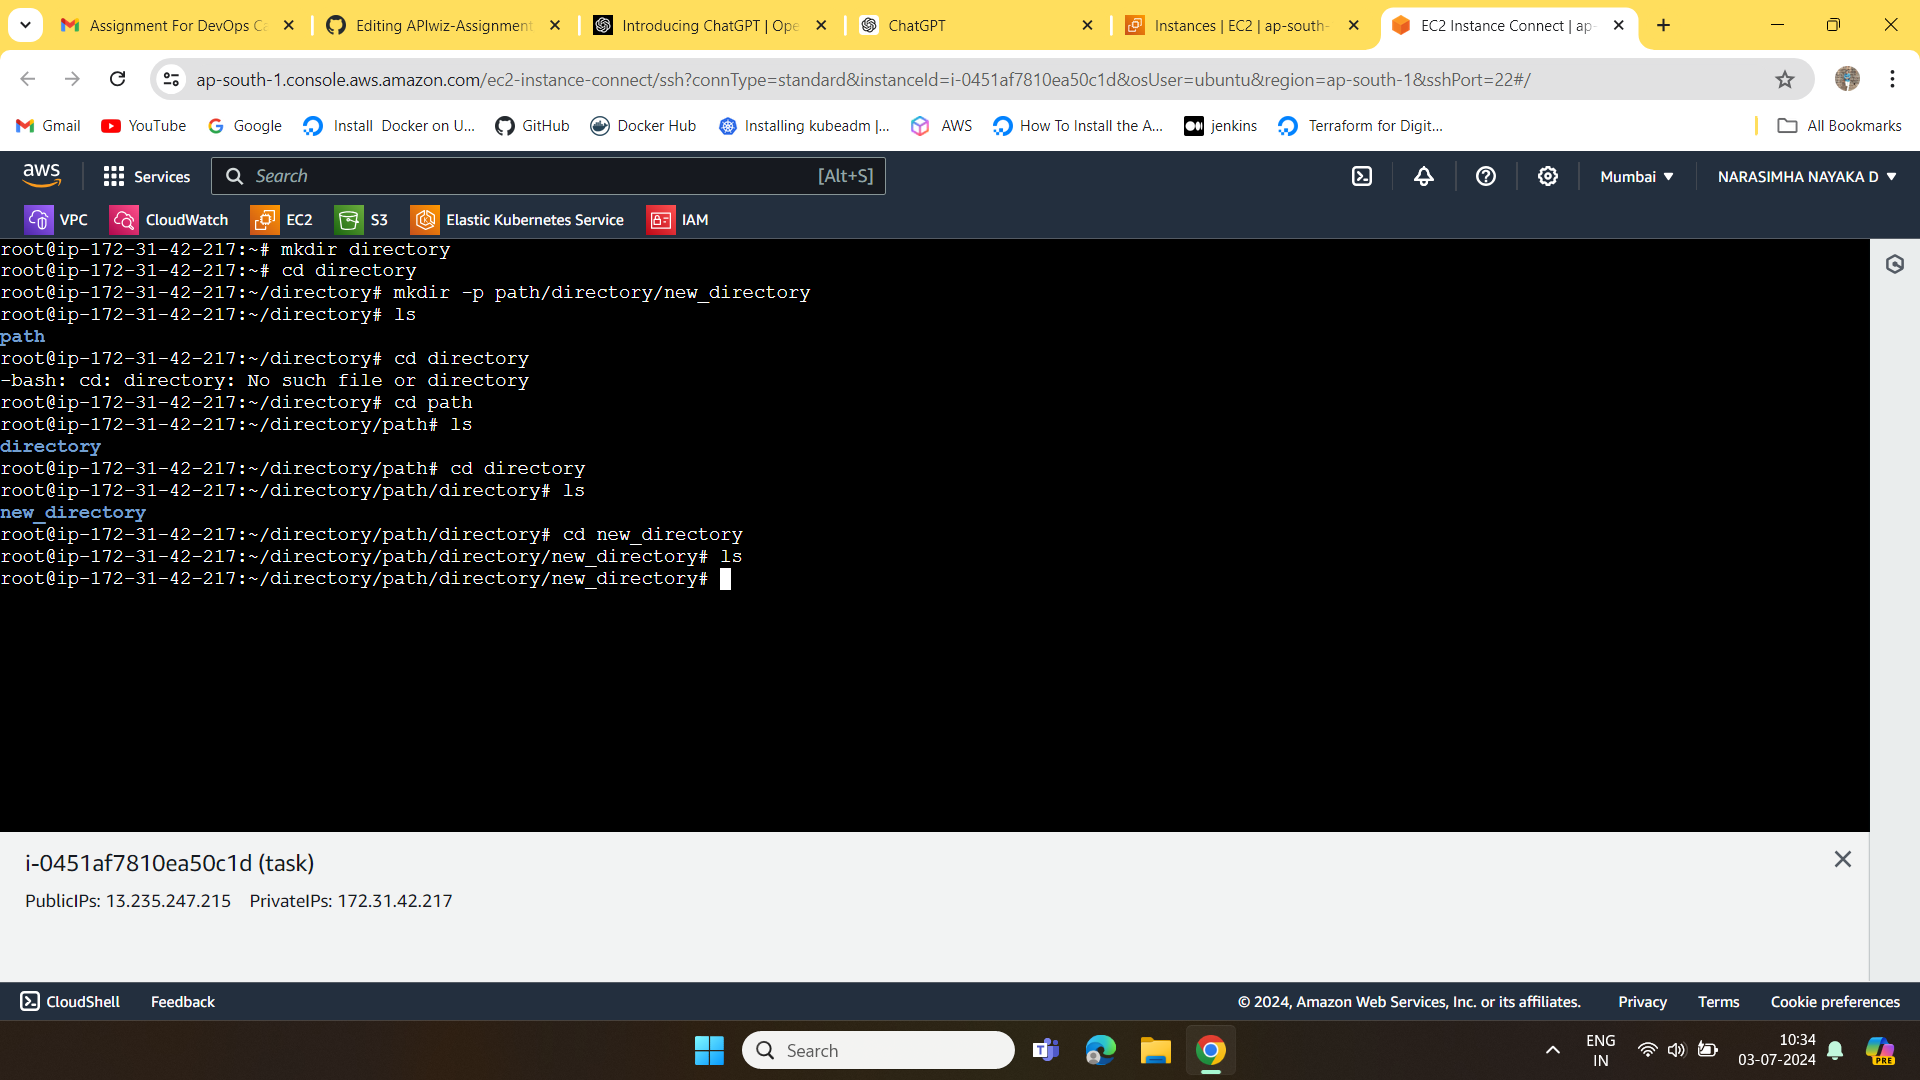 Assignment For DevOps Ca
Editing APIwiz-Assignment
Introducing ChatGPT | Ope
ChatGPT
Instances | EC2 | ap-south-
EC2 Instance Connect | ap-
ap-south-1.console.aws.amazon.com/ec2-instance-connect/ssh?connType=standard&instanceId=i-0451af7810ea50c1d&osUser=ubuntu&region=ap-south-1&sshPort=22#/
Gmail YouTube Google Install Docker on U... GitHub Docker Hub Installing kubeadm |... AWS How To Install the A... jenkins Terraform for Digit... All Bookmarks
aws Services Search [Alt+S] Mumbai NARASIMHA NAYAKA D
VPC CloudWatch EC2 S3 Elastic Kubernetes Service IAM
root@ip-172-31-42-217:~# mkdir directory
root@ip-172-31-42-217:~# cd directory
root@ip-172-31-42-217:~/directory# mkdir -p path/directory/new_directory
root@ip-172-31-42-217:~/directory# ls
path
root@ip-172-31-42-217:~/directory# cd directory
-bash: cd: directory: No such file or directory
root@ip-172-31-42-217:~/directory# cd path
root@ip-172-31-42-217:~/directory/path# ls
directory
root@ip-172-31-42-217:~/directory/path# cd directory
root@ip-172-31-42-217:~/directory/path/directory# ls
new_directory
root@ip-172-31-42-217:~/directory/path/directory# cd new_directory
root@ip-172-31-42-217:~/directory/path/directory/new_directory# ls
root@ip-172-31-42-217:~/directory/path/directory/new_directory#
i-0451af7810ea50c1d (task)
PublicIPs: 13.235.247.215 PrivateIPs: 172.31.42.217
CloudShell Feedback © 2024, Amazon Web Services, Inc. or its affiliates. Privacy Terms Cookie preferences
Search
ENG
IN
10:34
03-07-2024
PRE